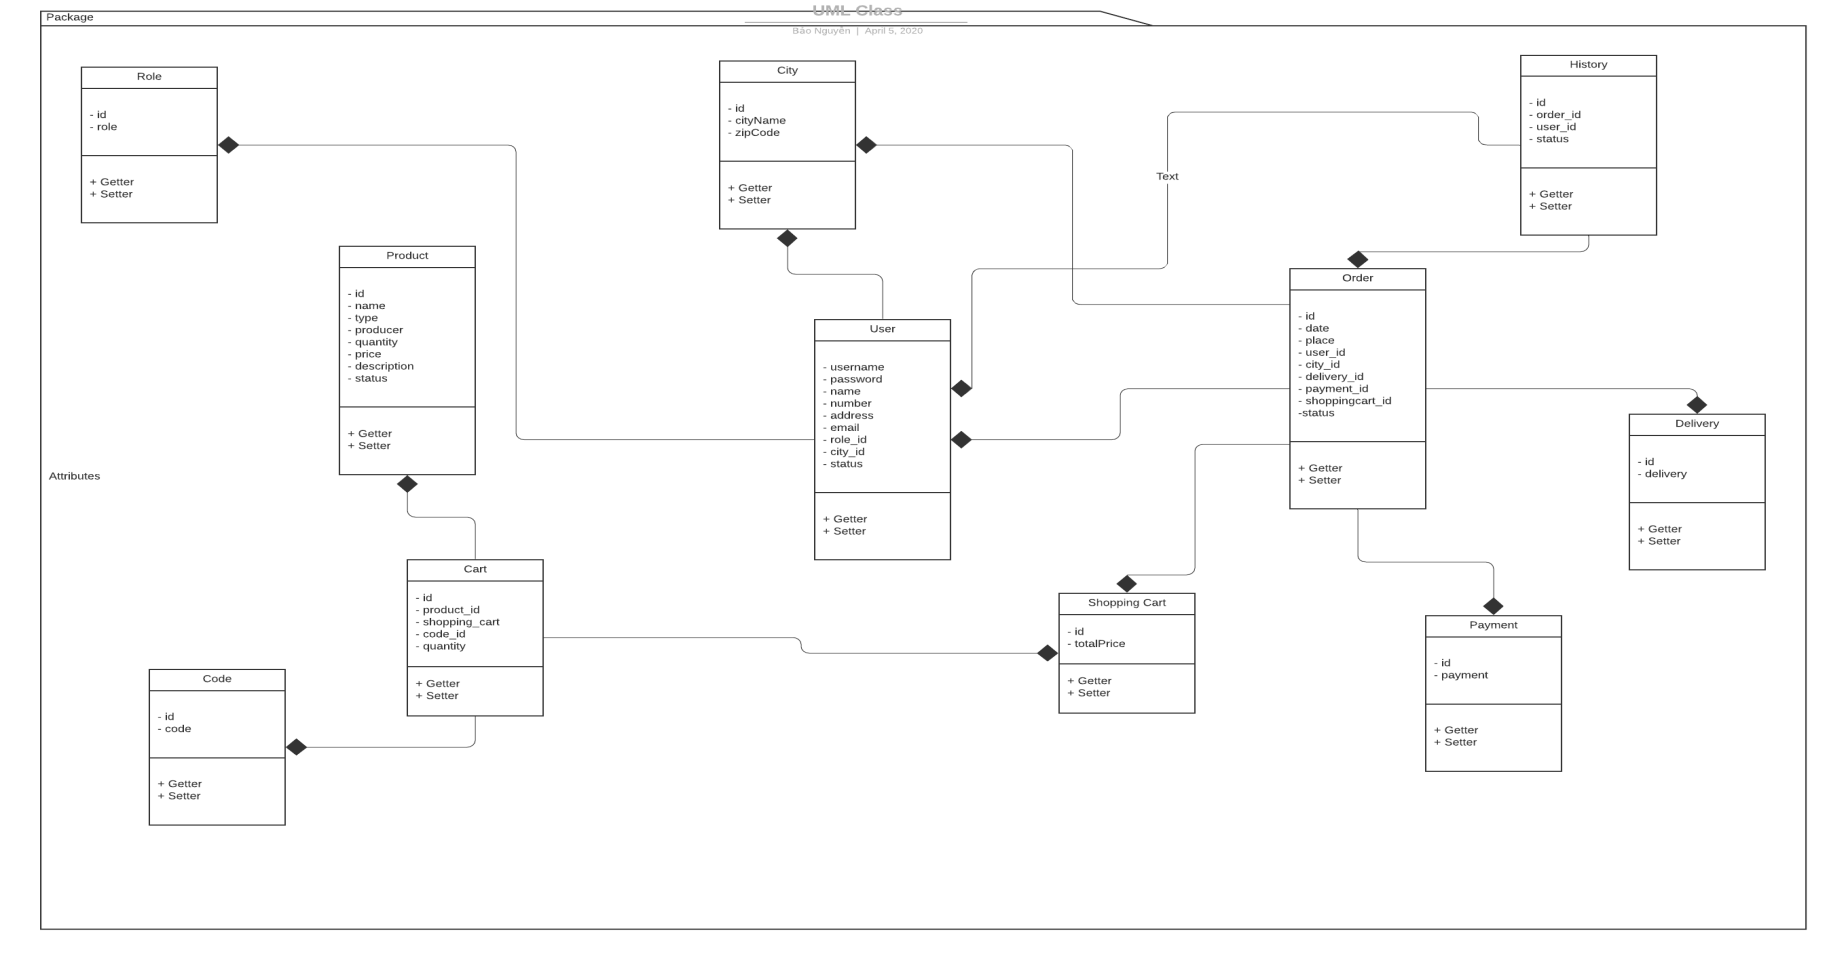 UML Class
Package
Bảo Nguyễn | April 5, 2020
Role
- id
- role
+ Getter
+ Setter
City
- id
- cityName
- zipCode
+ Getter
+ Setter
History
- id
- order_id
- user_id
- status
+ Getter
+ Setter
Text
Product
- id
- name
- type
- producer
- quantity
- price
- description
- status
+ Getter
+ Setter
User
- username
- password
- name
- number
- address
- email
- role_id
- city_id
- status
+ Getter
+ Setter
Order
- id
- date
- place
- user_id
- city_id
- delivery_id
- payment_id
- shoppingcart_id
-status
+ Getter
+ Setter
Delivery
- id
- delivery
+ Getter
+ Setter
Attributes
Cart
- id
- product_id
- shopping_cart
- code_id
- quantity
+ Getter
+ Setter
Shopping Cart
- id
- totalPrice
+ Getter
+ Setter
Payment
- id
- payment
+ Getter
+ Setter
Code
- id
- code
+ Getter
+ Setter